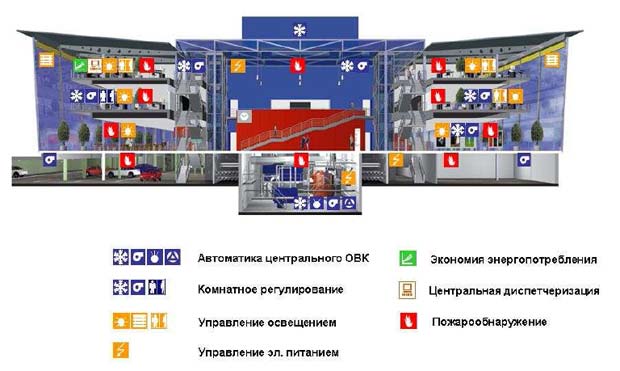 Автоматика центрального ОВК
Экономия энергопотребления
Комнатное регулирование
Центральная диспетчеризация
Управление освещением
Пожарообнаружение
Управление эл. питанием